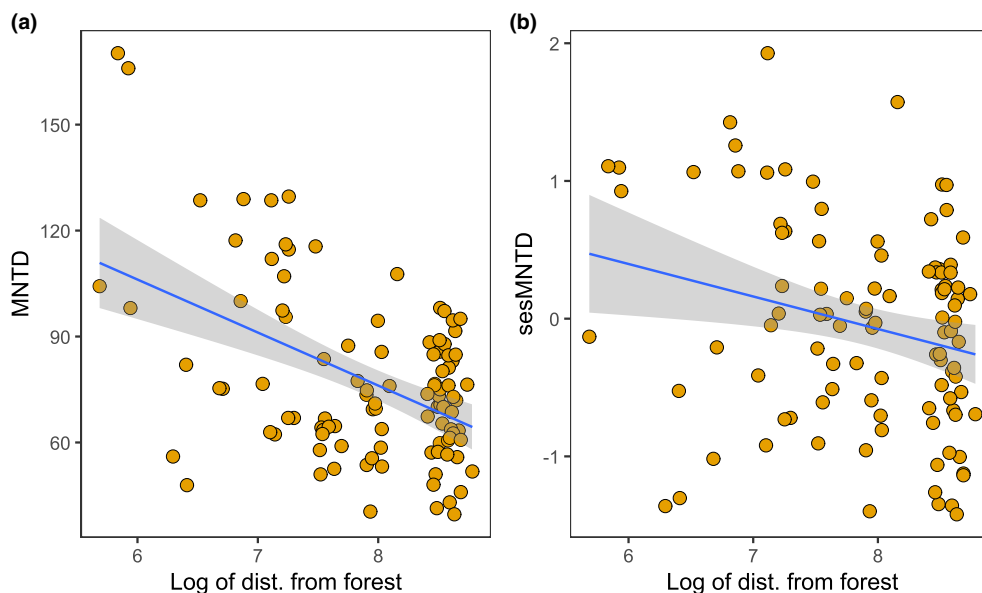 (a)
MNTD
150
120
90
60
6 7 8
Log of dist. from forest
(b)
sesMNTD
2
1
0
-1
6 7 8
Log of dist. from forest